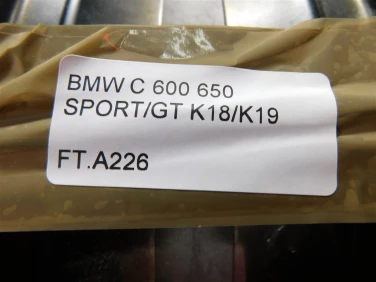 BMW C 600 650
SPORT/GT K18/K19
FT.A226